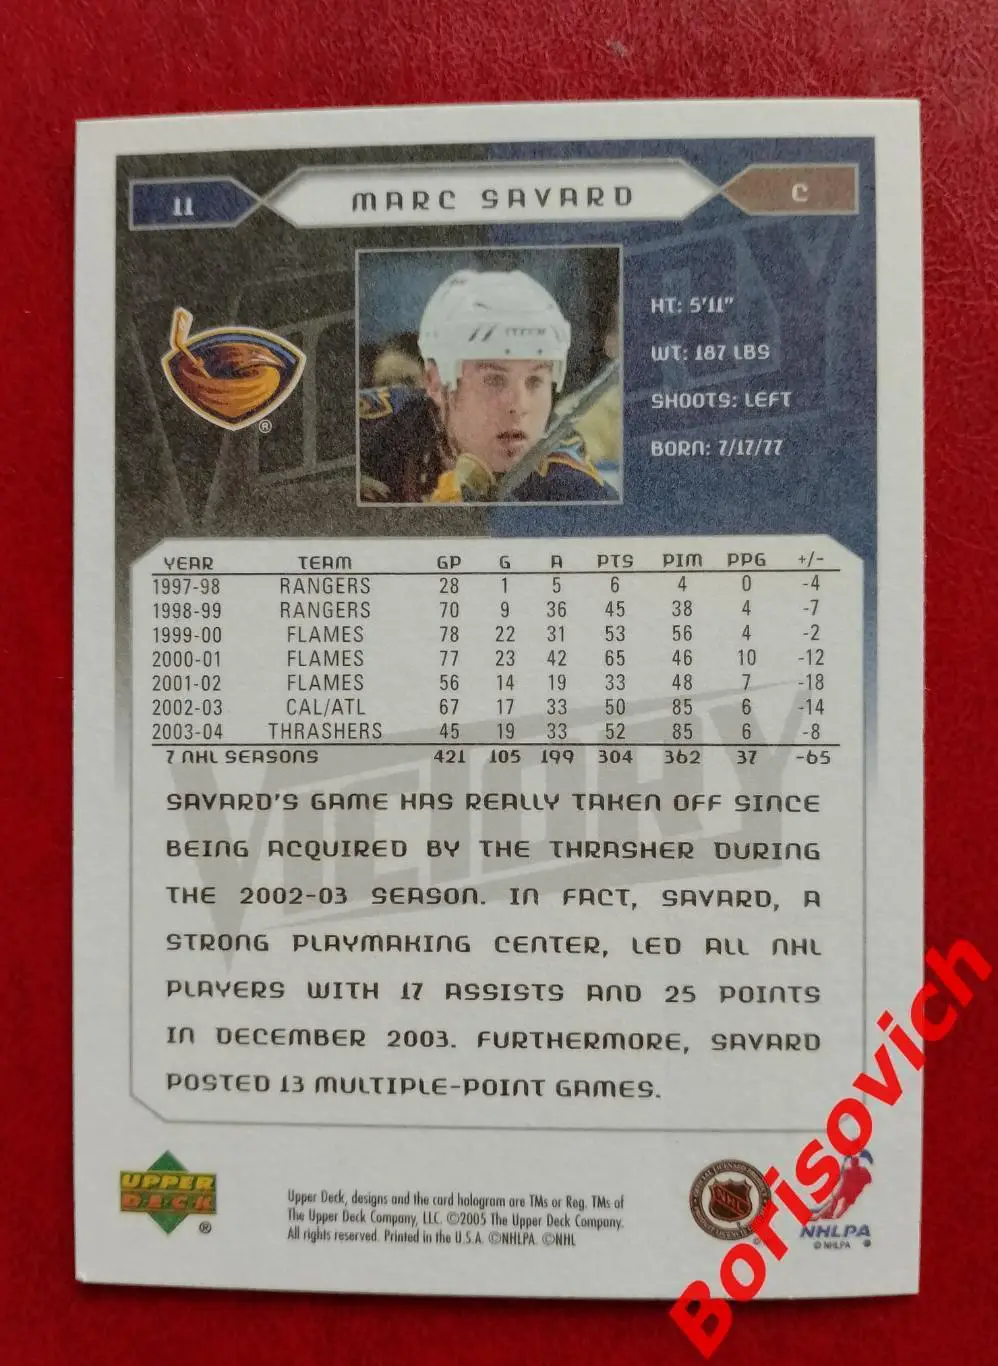 11
MARC SAVARD
C
HT: 5'11"
WT: 187 LBS
SHOOTS: LEFT
BORN: 7/17/77
®
YEAR TEAM GP G A PTS PIM PPG +/-
1997-98 RANGERS 28 1 5 6 4 0 -4
1998-99 RANGERS 70 9 36 45 38 4 -7
1999-00 FLAMES 78 22 31 53 56 4 -2
2000-01 FLAMES 77 23 42 65 46 10 -12
2001-02 FLAMES 56 14 19 33 48 7 -18
2002-03 CAL/ATL 67 17 33 50 85 6 -14
2003-04 THRASHERS 45 19 33 52 85 6 -8
7 NHL SEASONS 421 105 199 304 362 37 -65
VICTORY
SAVARD'S GAME HAS REALLY TAKEN OFF SINCE
BEING ACQUIRED BY THE THRASHER DURING
THE 2002-03 SEASON. IN FACT, SAVARD, A
STRONG PLAYMAKING CENTER, LED ALL NHL
PLAYERS WITH 17 ASSISTS AND 25 POINTS
IN DECEMBER 2003. FURTHERMORE, SAVARD
POSTED 13 MULTIPLE-POINT GAMES.
UPPER
DECK
®
Upper Deck, designs and the card hologram are TMs or Reg. TMs of
The Upper Deck Company, LLC. ©2005 The Upper Deck Company.
All rights reserved. Printed in the U.S.A. ©NHLPA. ©NHL
NHL
NHLPA
© NHLPA
Borisovich